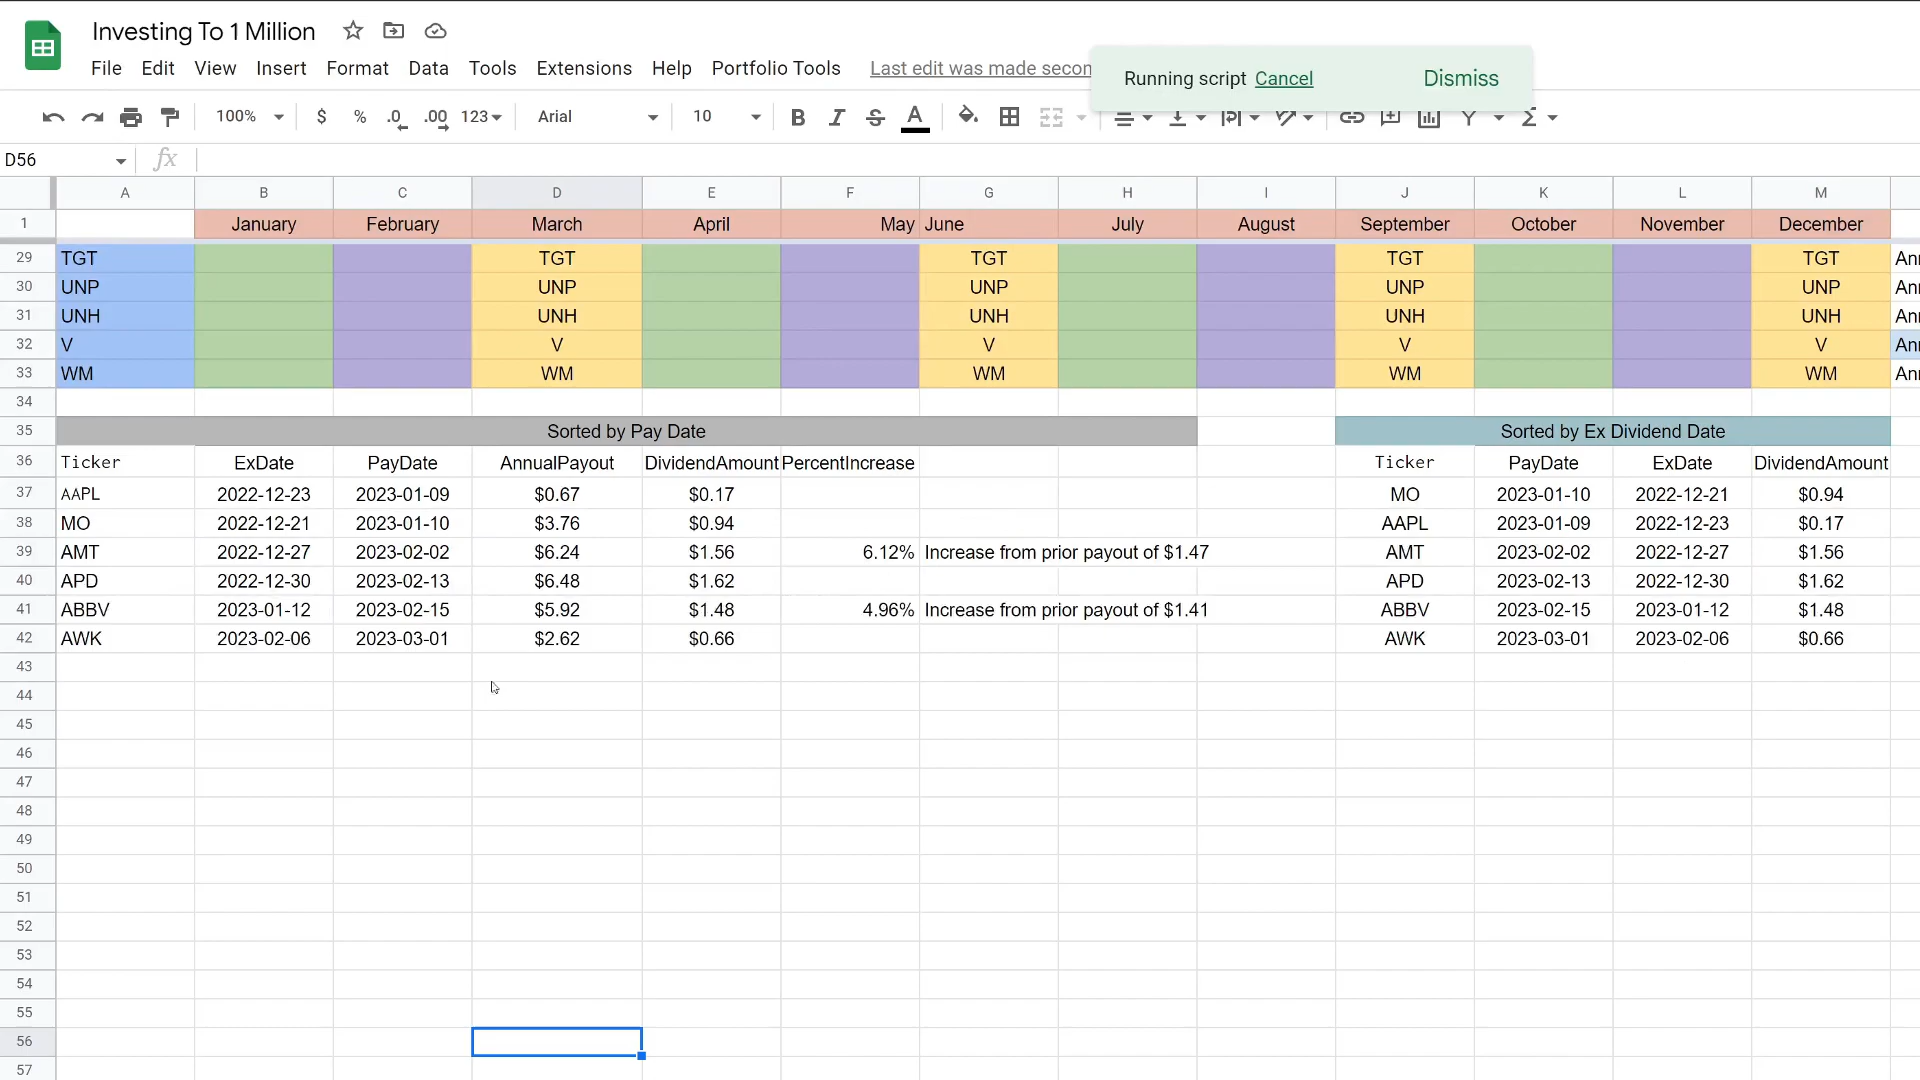 Investing To 1 Million
File Edit View Insert Format Data Tools Extensions Help Portfolio Tools Last edit was made secon
Running script Cancel Dismiss
100% $ % .0 .00 123 Arial 10 B I S A
D56 fx
A B C D E F G H I J K L M
1 January February March April May June July August September October November December
29 TGT TGT TGT TGT TGT Ann
30 UNP UNP UNP UNP UNP Ann
31 UNH UNH UNH UNH UNH Ann
32 V V V V V Ann
33 WM WM WM WM WM Ann
34
35 Sorted by Pay Date Sorted by Ex Dividend Date
36 Ticker ExDate PayDate AnnualPayout DividendAmount PercentIncrease Ticker PayDate ExDate DividendAmount
37 AAPL 2022-12-23 2023-01-09 $0.67 $0.17 MO 2023-01-10 2022-12-21 $0.94
38 MO 2022-12-21 2023-01-10 $3.76 $0.94 AAPL 2023-01-09 2022-12-23 $0.17
39 AMT 2022-12-27 2023-02-02 $6.24 $1.56 6.12% Increase from prior payout of $1.47 AMT 2023-02-02 2022-12-27 $1.56
40 APD 2022-12-30 2023-02-13 $6.48 $1.62 APD 2023-02-13 2022-12-30 $1.62
41 ABBV 2023-01-12 2023-02-15 $5.92 $1.48 4.96% Increase from prior payout of $1.41 ABBV 2023-02-15 2023-01-12 $1.48
42 AWK 2023-02-06 2023-03-01 $2.62 $0.66 AWK 2023-03-01 2023-02-06 $0.66
43
44
45
46
47
48
49
50
51
52
53
54
55
56
57